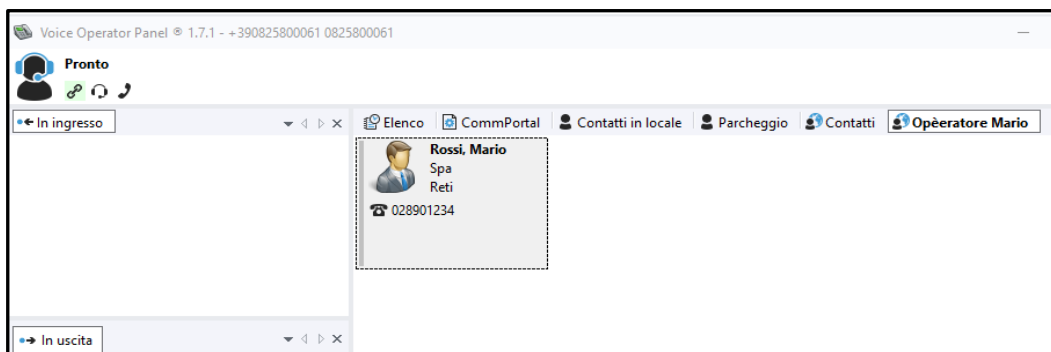 Voice Operator Panel ® 1.7.1 - +390825800061 0825800061
Pronto
In ingresso
Elenco CommPortal Contatti in locale Parcheggio Contatti Opèeratore Mario
Rossi, Mario
Spa
Reti
028901234
In uscita